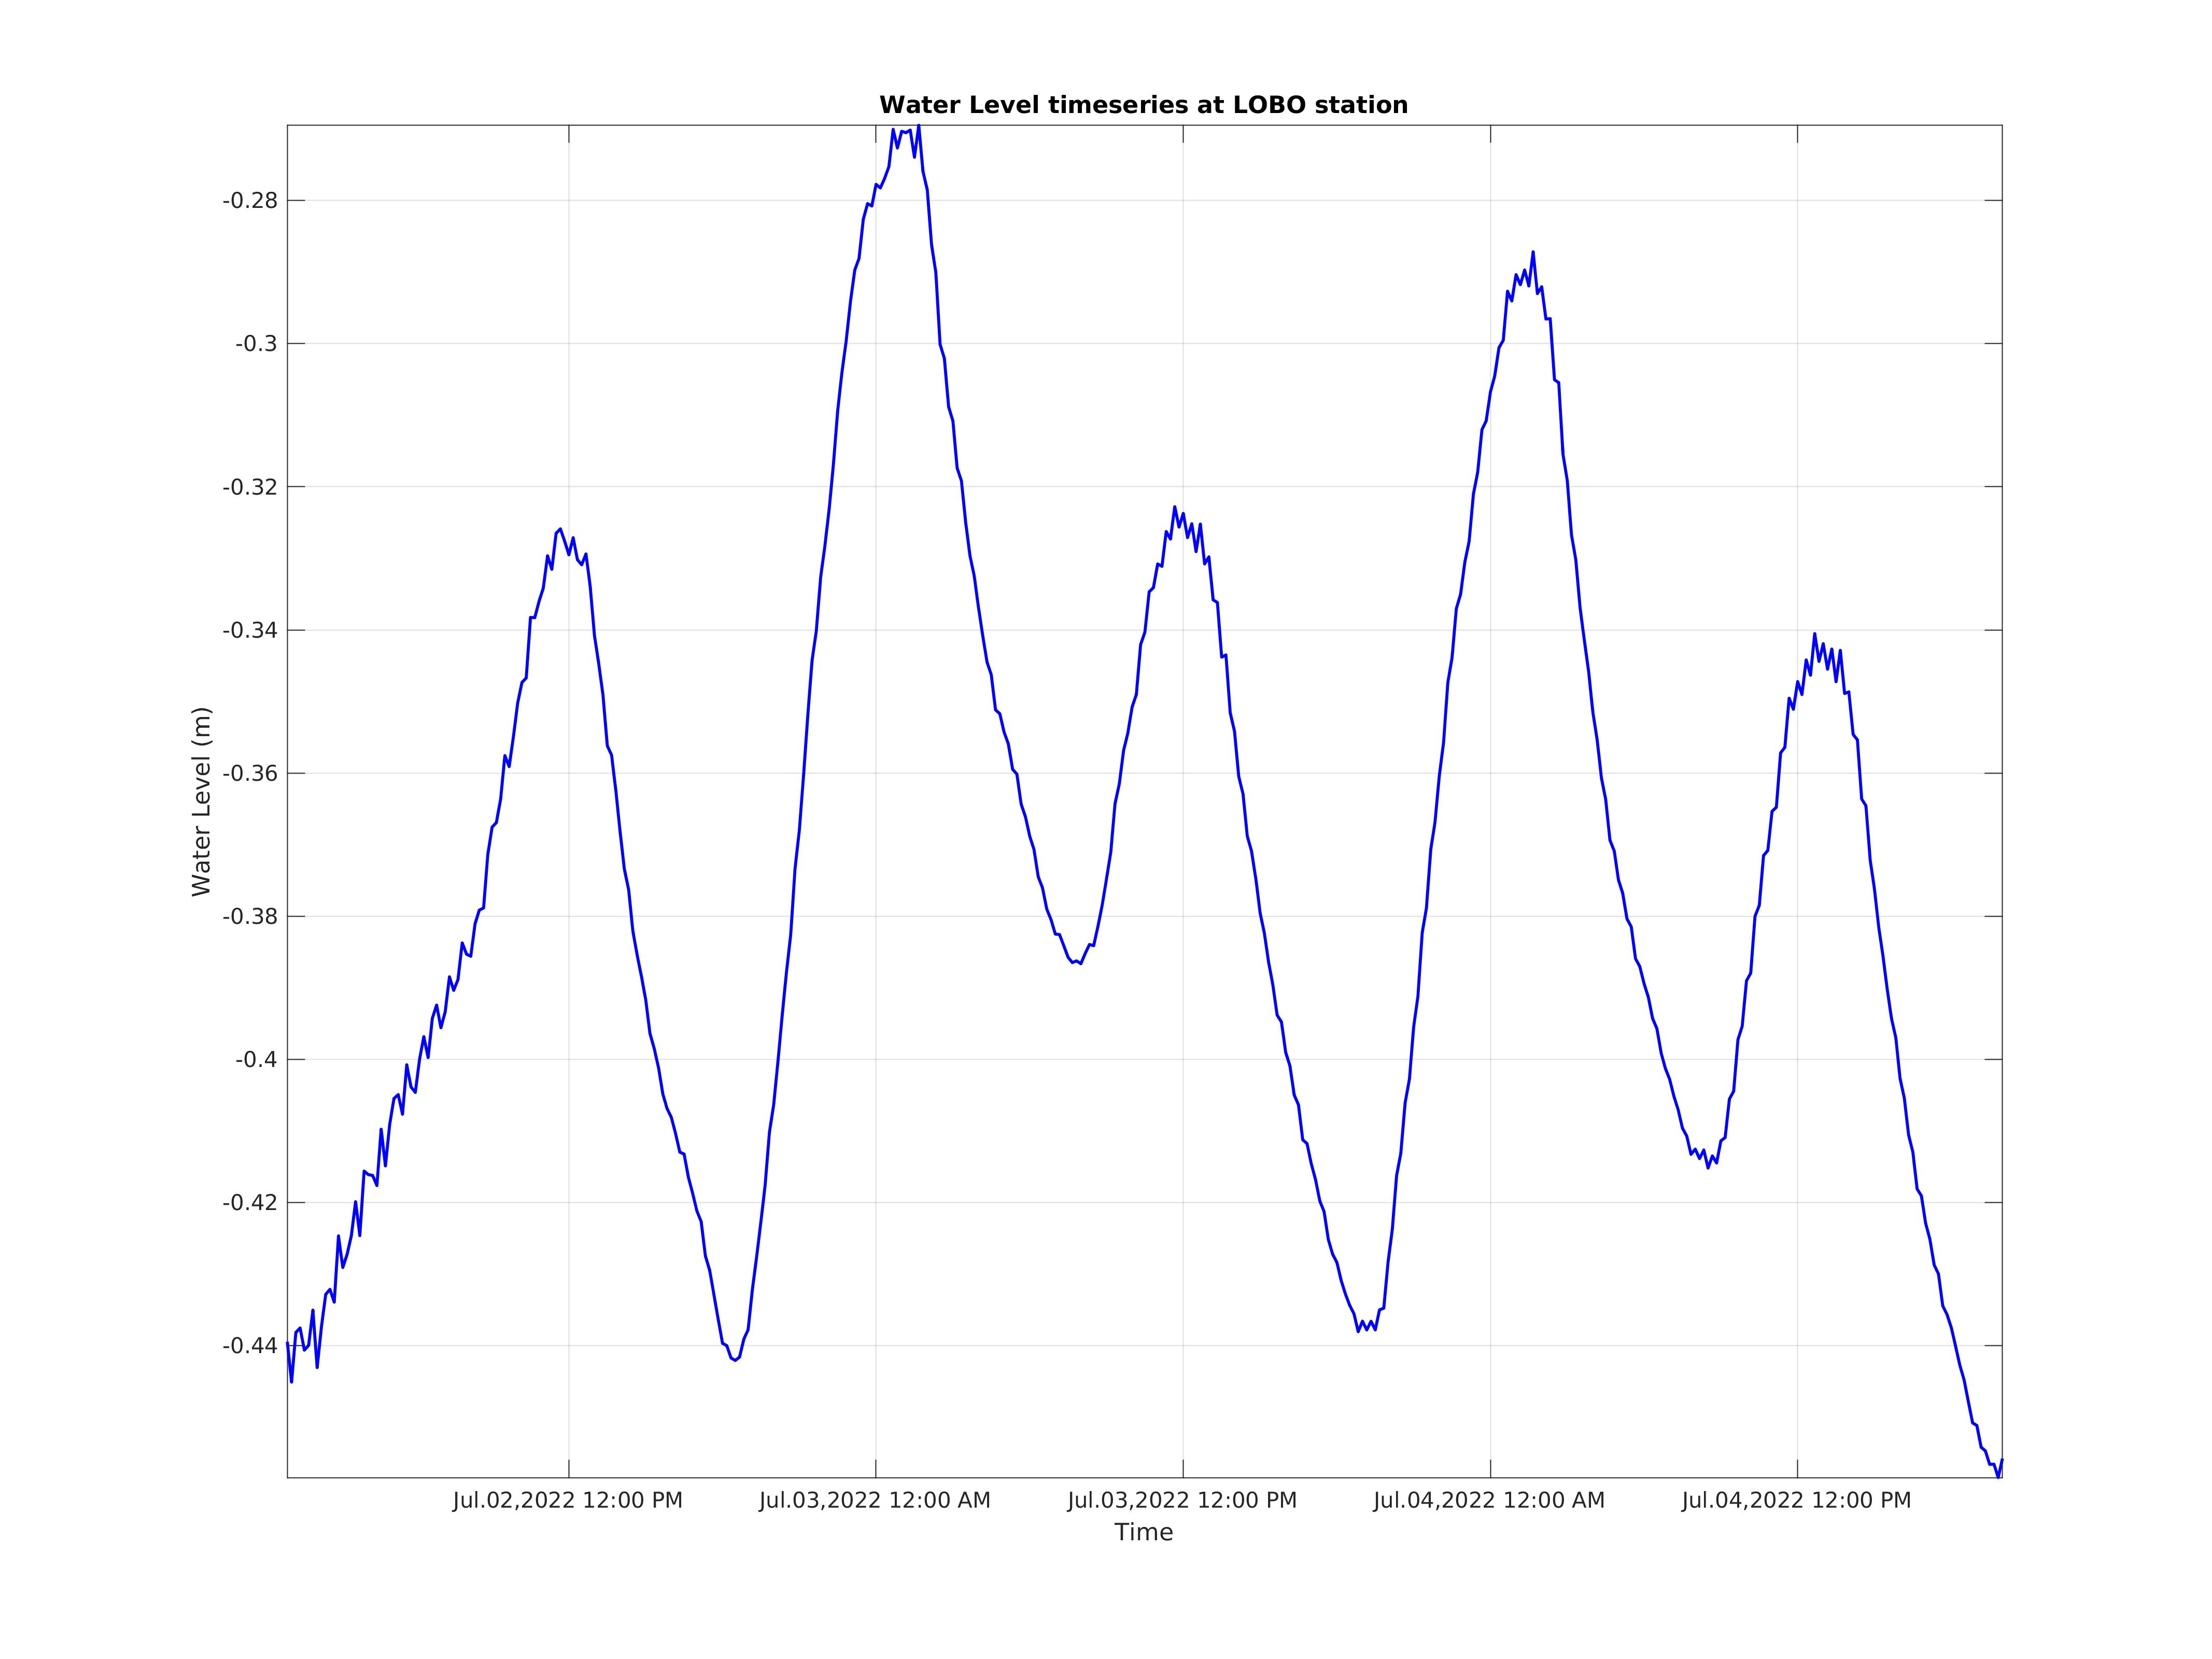 Water Level timeseries at LOBO station
-0.28
-0.3
-0.32
-0.34
-0.36
-0.38
-0.4
-0.42
-0.44
Water Level (m)
Jul.02,2022 12:00 PM Jul.03,2022 12:00 AM Jul.03,2022 12:00 PM Jul.04,2022 12:00 AM Jul.04,2022 12:00 PM
Time